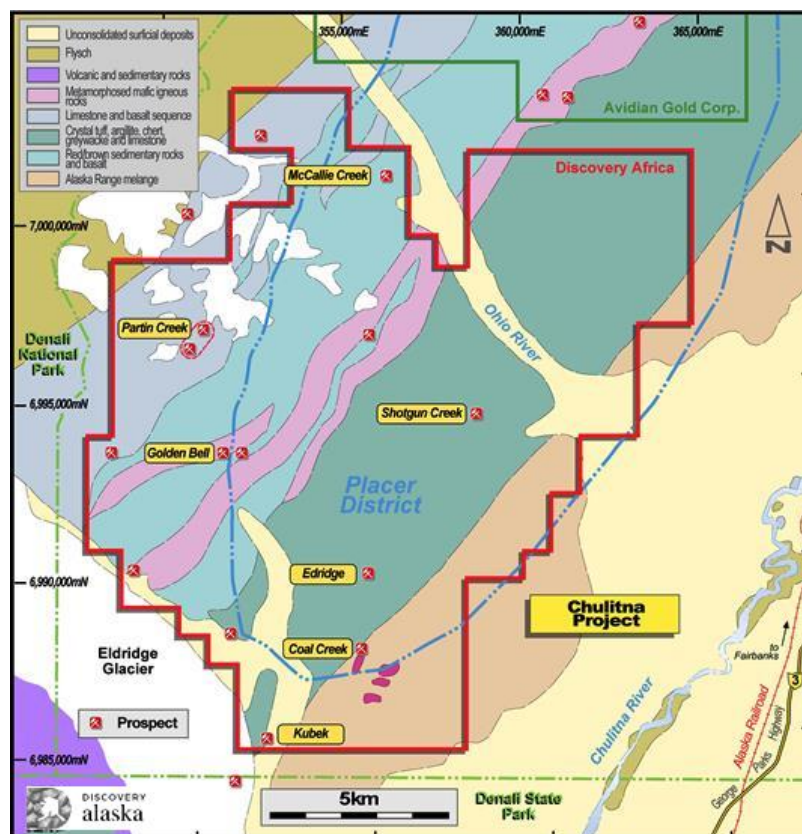 355,000mE
360,000mE
365,000mE
Unconsolidated surficial deposits
Flysch
Volcanic and sedimentary rocks
Metamorphosed mafic igneous
rocks
Limestone and basalt sequence
Crystal tuff, argillite, chert,
greywacke and limestone
Red/brown sedimentary rocks
and basalt
Alaska Range melange
Avidian Gold Corp.
McCallie Creek
Discovery Africa
7,000,000mN
N
Ohio River
Partin Creek
Denali
National
Park
6,995,000mN
Shotgun Creek
Golden Bell
Placer
District
6,990,000mN
Edridge
Chulitna
Project
Coal Creek
Eldridge
Glacier
to
Fairbanks
3
Prospect
Kubek
Chulitna River
Alaska Railroad
George Parks Highway
6,985,000mN
DISCOVERY
alaska
5km
Denali State
Park